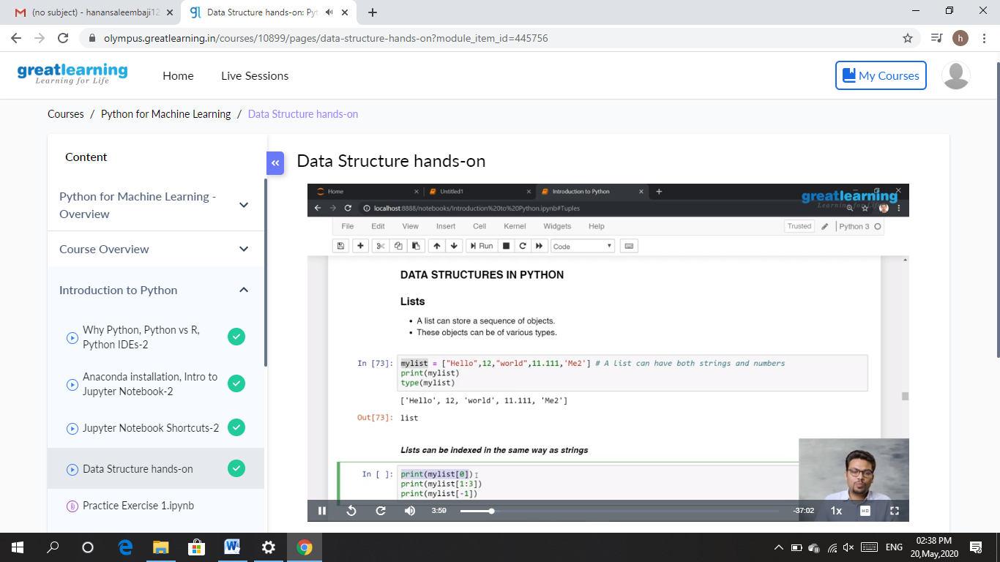 (no subject) - hanansaleembaji12
Data Structure hands-on: Pyt
olympus.greatlearning.in/courses/10899/pages/data-structure-hands-on?module_item_id=445756
h
greatlearning
Learning for Life
Home
Live Sessions
My Courses
Courses / Python for Machine Learning / Data Structure hands-on
Content
Python for Machine Learning -
Overview
Course Overview
Introduction to Python
Why Python, Python vs R,
Python IDEs-2
Anaconda installation, Intro to
Jupyter Notebook-2
Jupyter Notebook Shortcuts-2
Data Structure hands-on
Practice Exercise 1.ipynb
Data Structure hands-on
Home
Untitled1
Introduction to Python
greatlearning
Learning for Life
localhost:8888/notebooks/Introduction%20to%20Python.ipynb#Tuples
File Edit View Insert Cell Kernel Widgets Help
Trusted
Python 3
Run
Code
DATA STRUCTURES IN PYTHON
Lists
• A list can store a sequence of objects.
• These objects can be of various types.
In [73]: mylist = ["Hello",12,"world",11.111,'Me2'] # A list can have both strings and numbers
print(mylist)
type(mylist)
['Hello', 12, 'world', 11.111, 'Me2']
Out[73]: list
Lists can be indexed in the same way as strings
In [ ]: print(mylist[0])
print(mylist[1:3])
print(mylist[-1])
3:59
-37:02
1x
HD
ENG
02:38 PM
20,May,2020